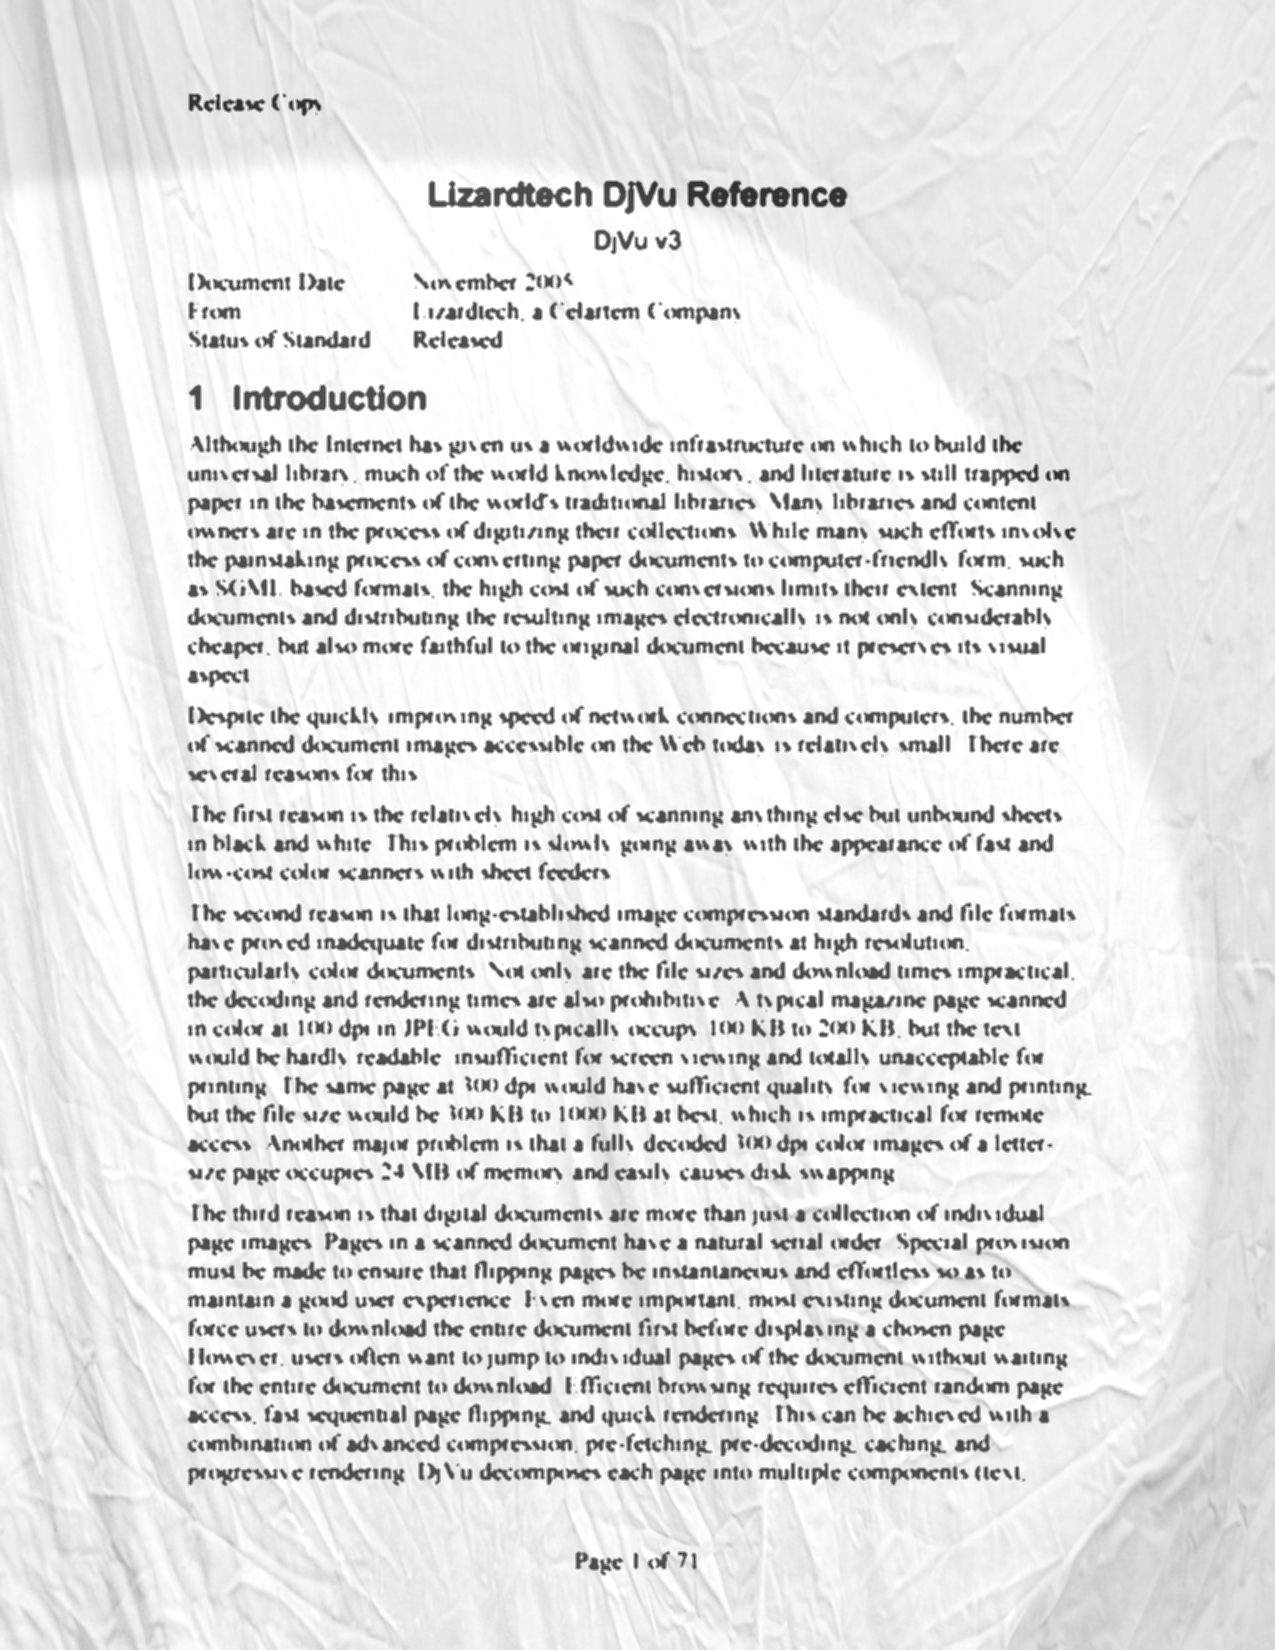 Release Copy
Lizardtech DjVu Reference
DjVu v3
Document Date November 2005
From Lizardtech, a Celartem Company
Status of Standard Released
1 Introduction
Although the Internet has given us a worldwide infrastructure on which to build the
universal library, much of the world knowledge, history, and literature is still trapped on
paper in the basements of the world's traditional libraries. Many libraries and content
owners are in the process of digitizing their collections. While many such efforts involve
the painstaking process of converting paper documents to computer-friendly form, such
as SGML based formats, the high cost of such conversions limits their extent. Scanning
documents and distributing the resulting images electronically is not only considerably
cheaper, but also more faithful to the original document because it preserves its visual
aspect.
Despite the quickly improving speed of network connections and computers, the number
of scanned document images accessible on the Web today is relatively small. There are
several reasons for this.
The first reason is the relatively high cost of scanning anything else but unbound sheets
in black and white. This problem is slowly going away with the appearance of fast and
low-cost color scanners with sheet feeders.
The second reason is that long-established image compression standards and file formats
have proved inadequate for distributing scanned documents at high resolution,
particularly color documents. Not only are the file sizes and download times impractical,
the decoding and rendering times are also prohibitive. A typical magazine page scanned
in color at 100 dpi in JPEG would typically occupy 100 KB to 200 KB, but the text
would be hardly readable: insufficient for screen viewing and totally unacceptable for
printing. The same page at 300 dpi would have sufficient quality for viewing and printing,
but the file size would be 300 KB to 1000 KB at best, which is impractical for remote
access. Another major problem is that a fully decoded 300 dpi color images of a letter-
size page occupies 24 MB of memory and easily causes disk swapping.
The third reason is that digital documents are more than just a collection of individual
page images. Pages in a scanned document have a natural serial order. Special provision
must be made to ensure that flipping pages be instantaneous and effortless so as to
maintain a good user experience. Even more important, most existing document formats
force users to download the entire document first before displaying a chosen page.
However, users often want to jump to individual pages of the document without waiting
for the entire document to download. Efficient browsing requires efficient random page
access, fast sequential page flipping, and quick rendering. This can be achieved with a
combination of advanced compression, pre-fetching, pre-decoding, caching, and
progressive rendering. DjVu decomposes each page into multiple components (text,
Page 1 of 71